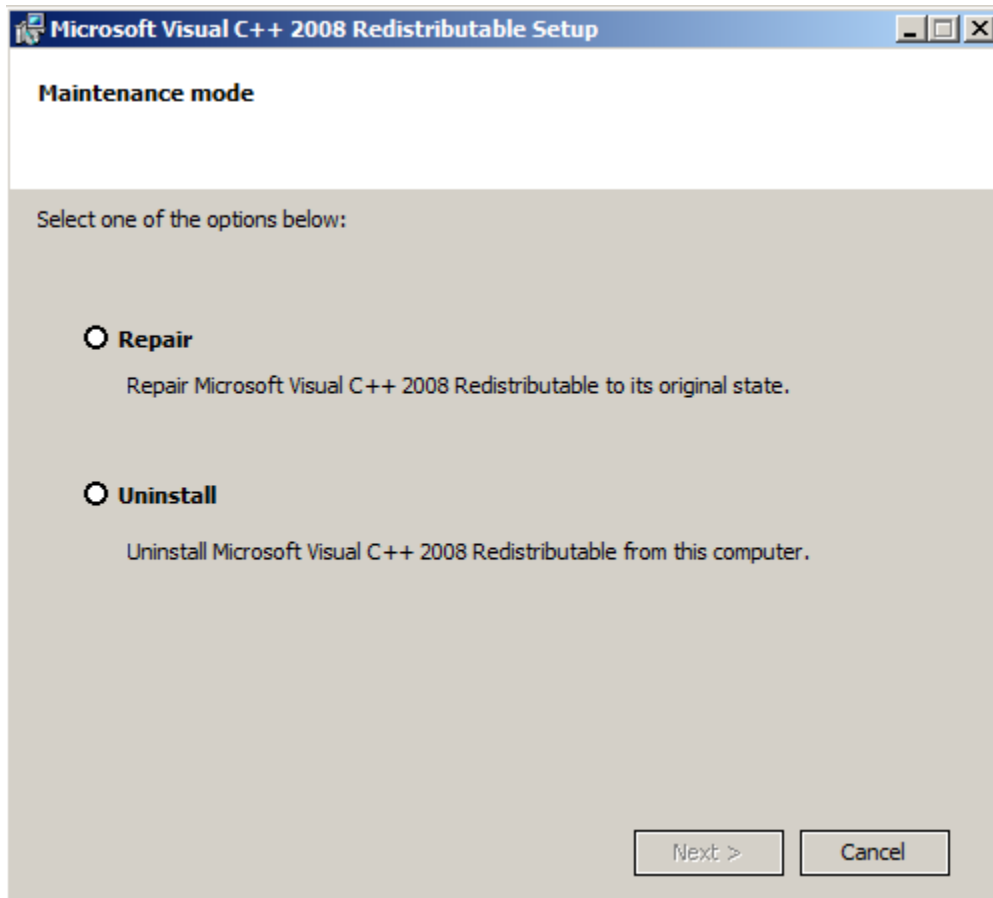 Microsoft Visual C++ 2008 Redistributable Setup
Maintenance mode
Select one of the options below:
Repair
Repair Microsoft Visual C++ 2008 Redistributable to its original state.
Uninstall
Uninstall Microsoft Visual C++ 2008 Redistributable from this computer.
Next >
Cancel